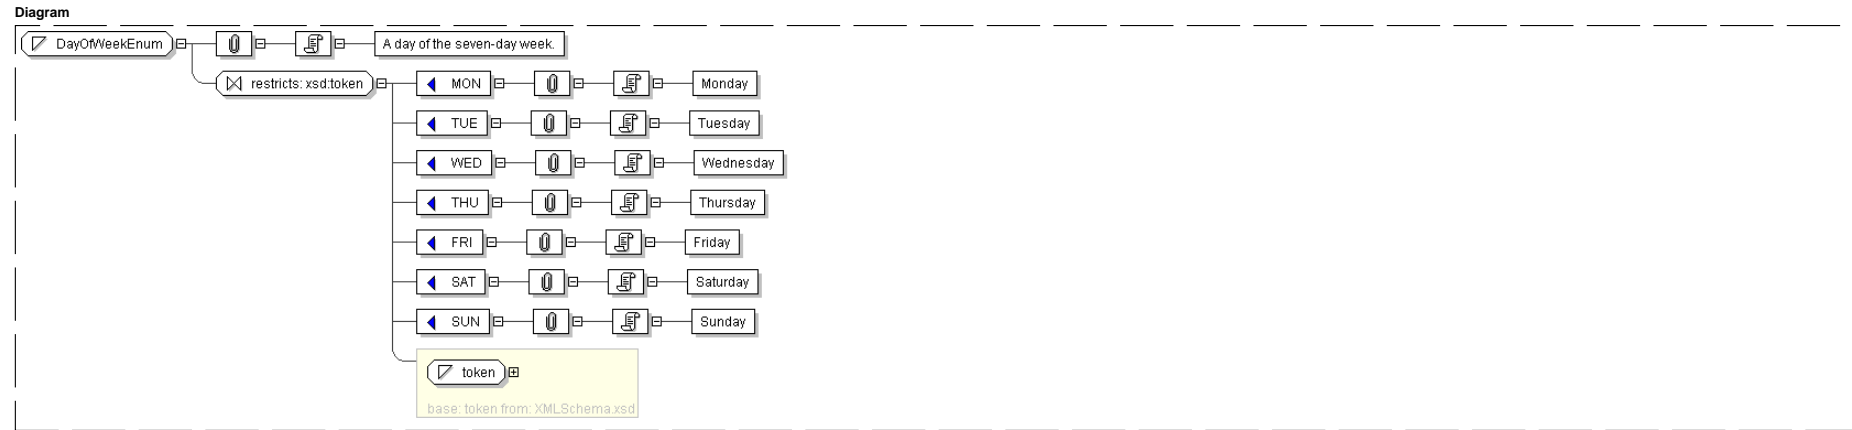 Diagram
DayOfWeekEnum
A day of the seven-day week.
restricts: xsd:token
MON Monday
TUE Tuesday
WED Wednesday
THU Thursday
FRI Friday
SAT Saturday
SUN Sunday
token
base: token from: XMLSchema.xsd